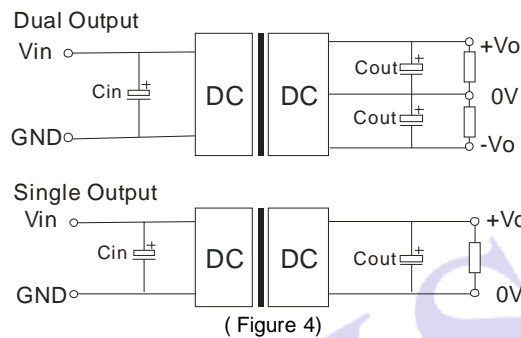 Dual Output
Vin
+
Cin
GND
DC
DC
Cout
+
Cout
+
+Vo
0V
-Vo
Single Output
Vin
+
Cin
GND
DC
DC
Cout
+
+Vo
0V
( Figure 4)